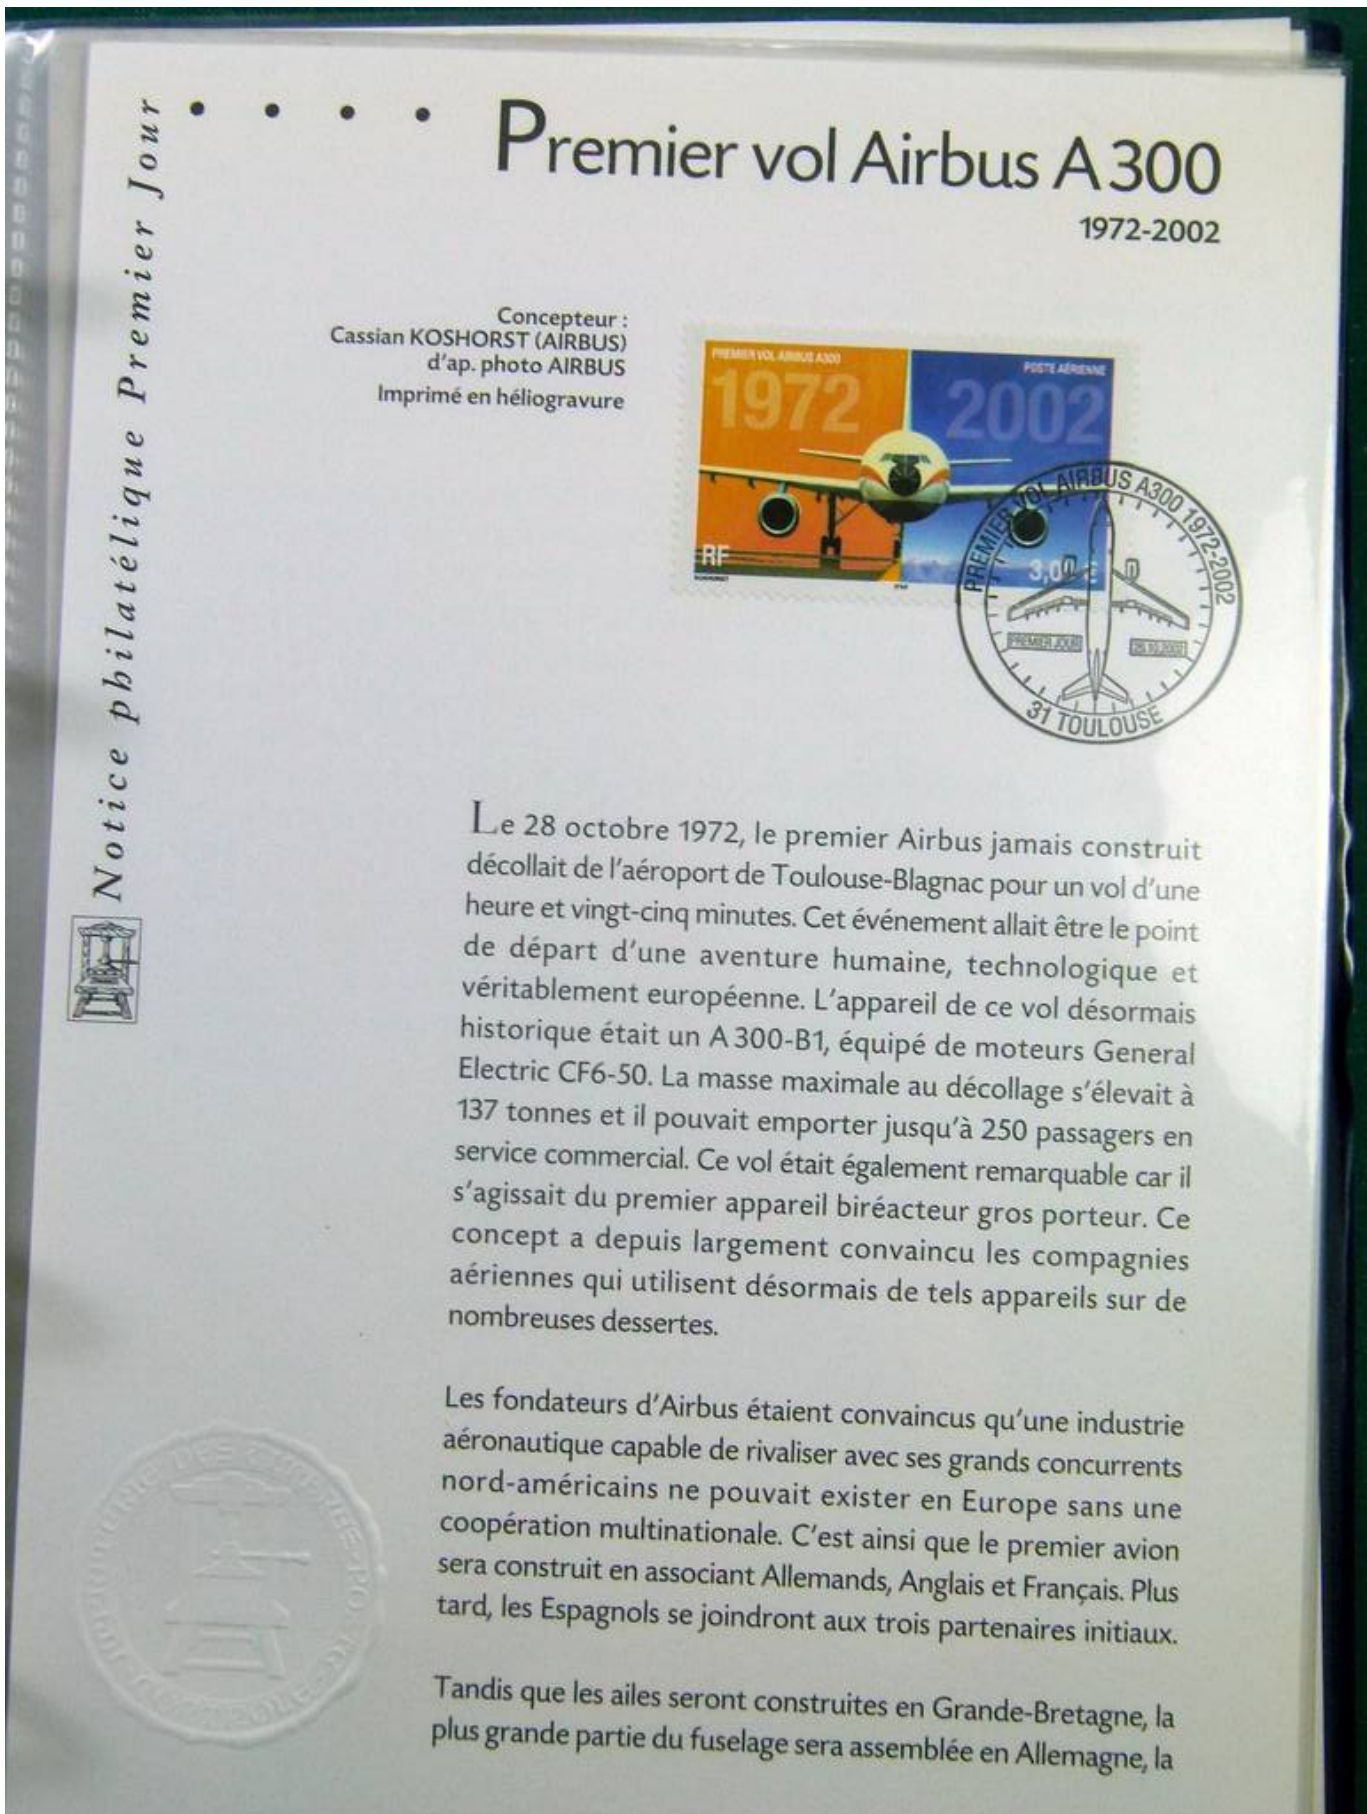 Notice philatélique Premier Jour
Premier vol Airbus A 300
1972-2002
Concepteur :
Cassian KOSHORST (AIRBUS)
d'ap. photo AIRBUS
Imprimé en héliogravure
PREMIER VOL AIRBUS A300
1972
POSTE AÉRIENNE
2002
RF
3,00 €
PREMIER VOL AIRBUS A300 1972-2002
PREMIER JOUR
31 TOULOUSE
Le 28 octobre 1972, le premier Airbus jamais construit
décollait de l'aéroport de Toulouse-Blagnac pour un vol d'une
heure et vingt-cinq minutes. Cet événement allait être le point
de départ d'une aventure humaine, technologique et
véritablement européenne. L'appareil de ce vol désormais
historique était un A 300-B1, équipé de moteurs General
Electric CF6-50. La masse maximale au décollage s'élevait à
137 tonnes et il pouvait emporter jusqu'à 250 passagers en
service commercial. Ce vol était également remarquable car il
s'agissait du premier appareil biréacteur gros porteur. Ce
concept a depuis largement convaincu les compagnies
aériennes qui utilisent désormais de tels appareils sur de
nombreuses dessertes.
Les fondateurs d'Airbus étaient convaincus qu'une industrie
aéronautique capable de rivaliser avec ses grands concurrents
nord-américains ne pouvait exister en Europe sans une
coopération multinationale. C'est ainsi que le premier avion
sera construit en associant Allemands, Anglais et Français. Plus
tard, les Espagnols se joindront aux trois partenaires initiaux.
Tandis que les ailes seront construites en Grande-Bretagne, la
plus grande partie du fuselage sera assemblée en Allemagne, la